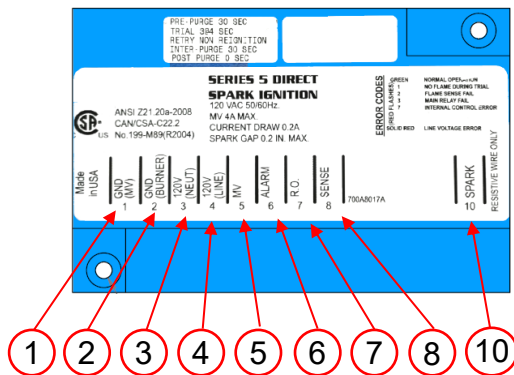 PRE-PURGE 30 SEC
TRIAL 394 SEC
RETRY NON REIGNITION
INTER-PURGE 30 SEC
POST PURGE 0 SEC
SERIES 5 DIRECT
SPARK IGNITION
120 VAC 50/60Hz.
MV 4A MAX.
CURRENT DRAW 0.2A
SPARK GAP 0.2 IN. MAX.
SA
US
ANSI Z21.20a-2008
CAN/CSA-C22.2
No.199-M89(R2004)
ERROR CODES
RED FLASHES
GREEN NORMAL OPERATION
1 NO FLAME DURING TRIAL
2 FLAME SENSE FAIL
3 MAIN RELAY FAIL
7 INTERNAL CONTROL ERROR
SOLID RED LINE VOLTAGE ERROR
Made
in USA
GND
(MV)
1
GND
(BURNER)
2
120V
(NEUT)
3
120V
(LINE)
4
MV
5
ALARM
6
R.O.
7
SENSE
8
700A8017A
SPARK
10
RESISTIVE WIRE ONLY
1 2 3 4 5 6 7 8 10